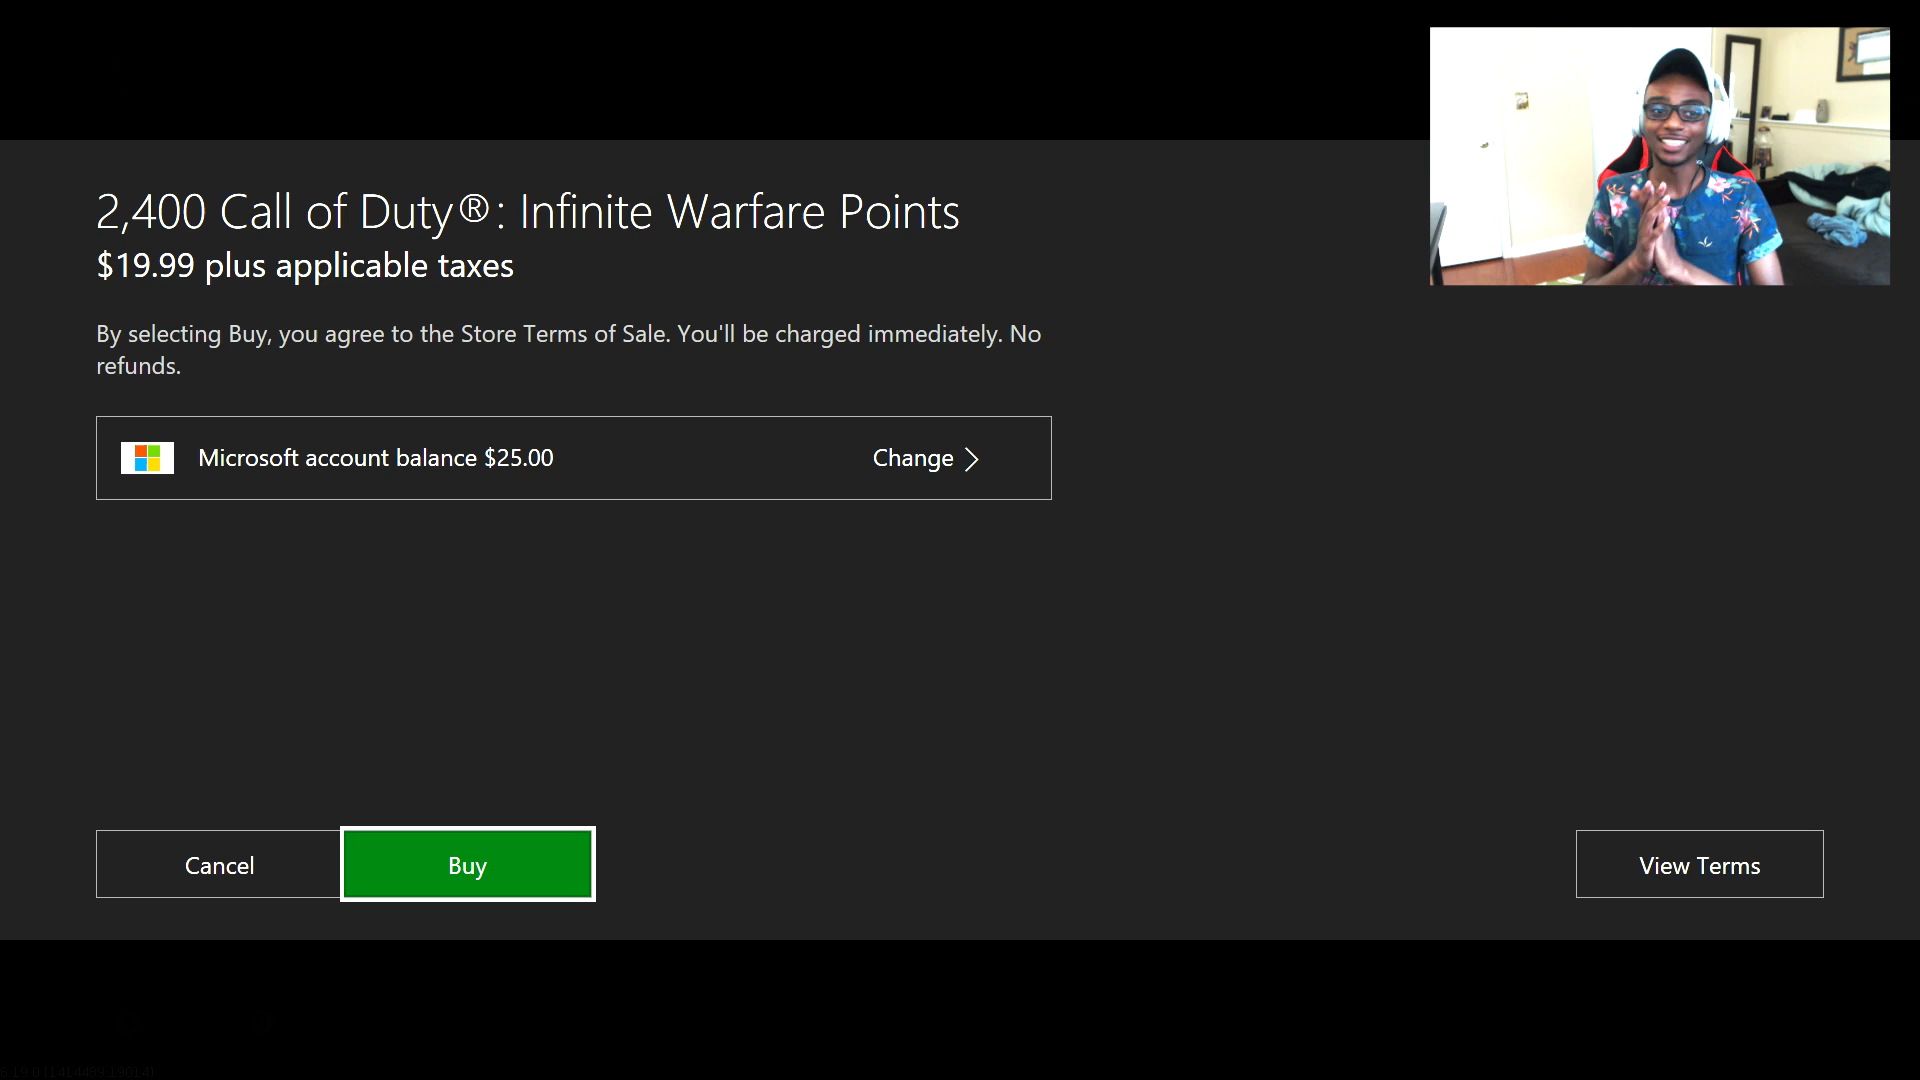 2,400 Call of Duty®: Infinite Warfare Points
$19.99 plus applicable taxes
By selecting Buy, you agree to the Store Terms of Sale. You'll be charged immediately. No
refunds.
Microsoft account balance $25.00
Change
Cancel
Buy
View Terms